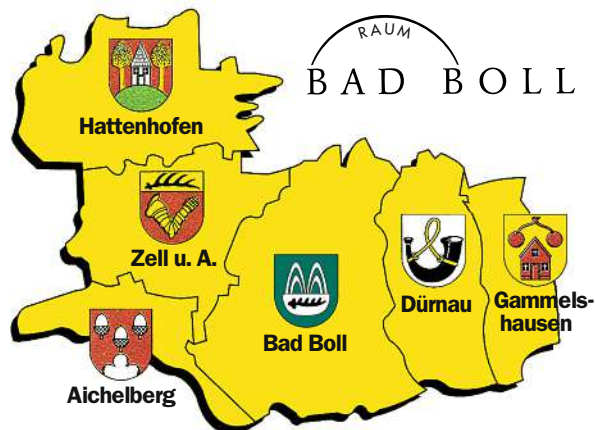 RAUM
BAD BOLL
Hattenhofen
Zell u. A.
Dürnau
Gammels-
hausen
Bad Boll
Aichelberg